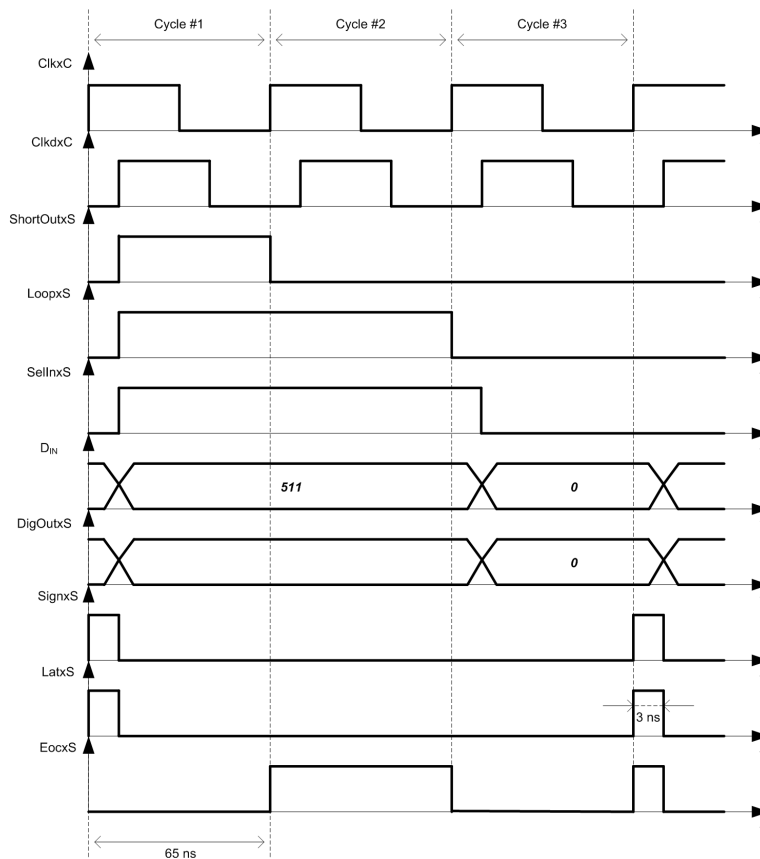 Cycle #1
Cycle #2
Cycle #3
ClkxC
ClkdxC
ShortOutxS
LoopxS
SelInxS
DIN
511
0
DigOutxS
0
SignxS
LatxS
3 ns
EocxS
65 ns